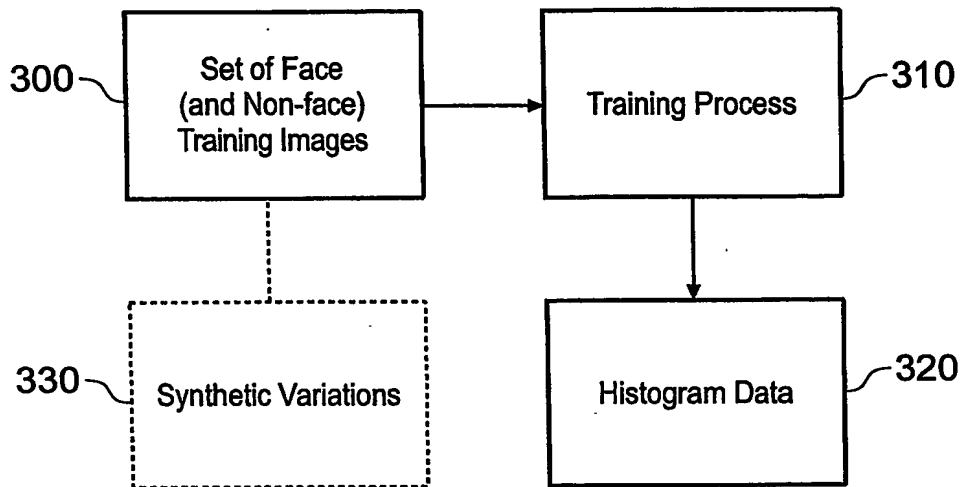 300
Set of Face
(and Non-face)
Training Images
Training Process
310
330
Synthetic Variations
Histogram Data
320